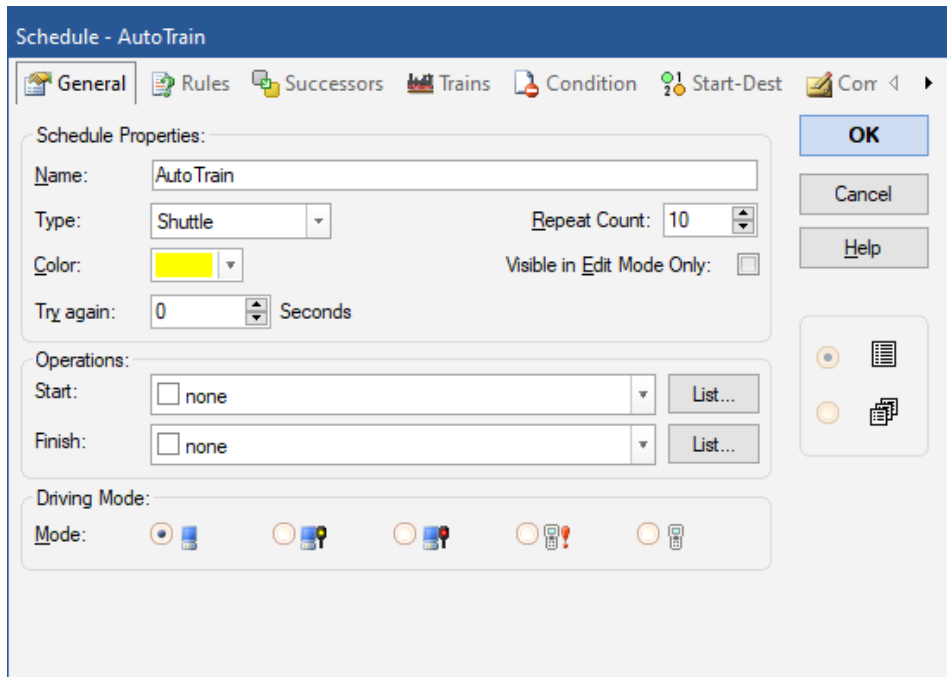 Schedule - AutoTrain
General Rules Successors Trains Condition Start-Dest Com
Schedule Properties:
Name: AutoTrain
Type: Shuttle Repeat Count: 10
Color: Visible in Edit Mode Only:
Try again: 0 Seconds
Operations:
Start: none List...
Finish: none List...
Driving Mode:
Mode:
OK
Cancel
Help